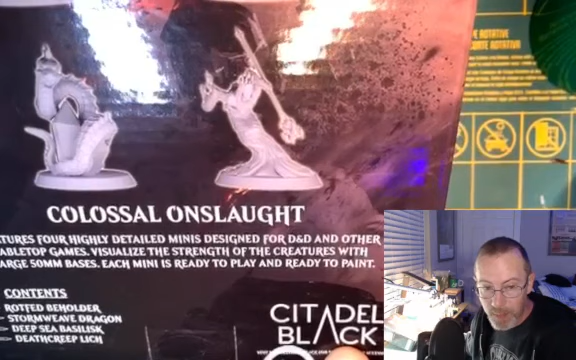 COLOSSAL ONSLAUGHT
TURES FOUR HIGHLY DETAILED MINIS DESIGNED FOR D&D AND OTHER
ABLETOP GAMES. VISUALIZE THE STRENGTH OF THE CREATURES WITH
ARGE 50MM BASES. EACH MINI IS READY TO PLAY AND READY TO PAINT.
CONTENTS
ROTTED BEHOLDER
STORMWEAVE DRAGON
DEEP SEA BASILISK
DEATHCREEP LICH
CITADEL
BLACK